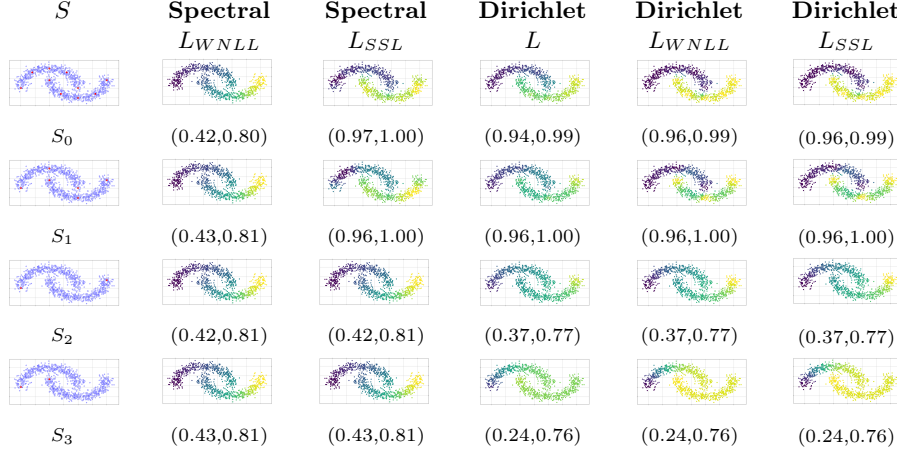 S Spectral Spectral Dirichlet Dirichlet Dirichlet
L_{WNLL} L_{SSL} L L_{WNLL} L_{SSL}
S_0 (0.42,0.80) (0.97,1.00) (0.94,0.99) (0.96,0.99) (0.96,0.99)
S_1 (0.43,0.81) (0.96,1.00) (0.96,1.00) (0.96,1.00) (0.96,1.00)
S_2 (0.42,0.81) (0.42,0.81) (0.37,0.77) (0.37,0.77) (0.37,0.77)
S_3 (0.43,0.81) (0.43,0.81) (0.24,0.76) (0.24,0.76) (0.24,0.76)